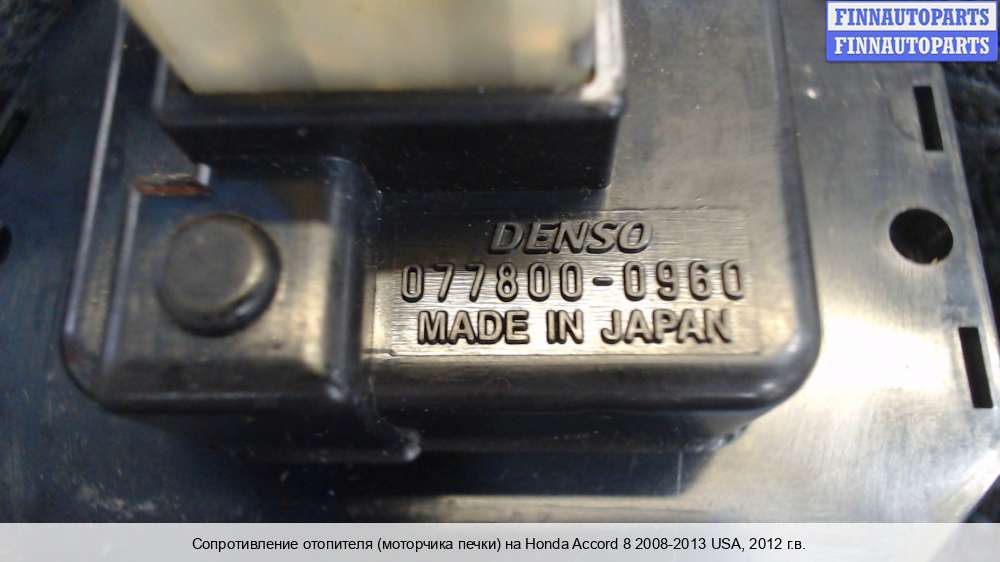 FINNAUTOPARTS
FINNAUTOPARTS
DENSO
077800-0960
MADE IN JAPAN
Сопротивление отопителя (моторчика печки) на Honda Accord 8 2008-2013 USA, 2012 г.в.